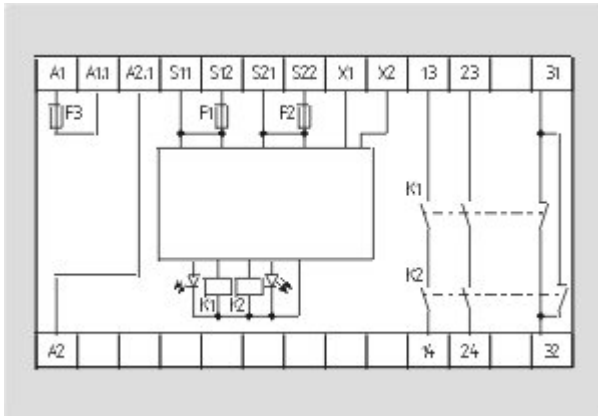 A1 A1.1 A2.1 S11 S12 S21 S22 X1 X2 13 23 31
F3 F1 F2
K1
K2
K1 K2
A2 14 24 32